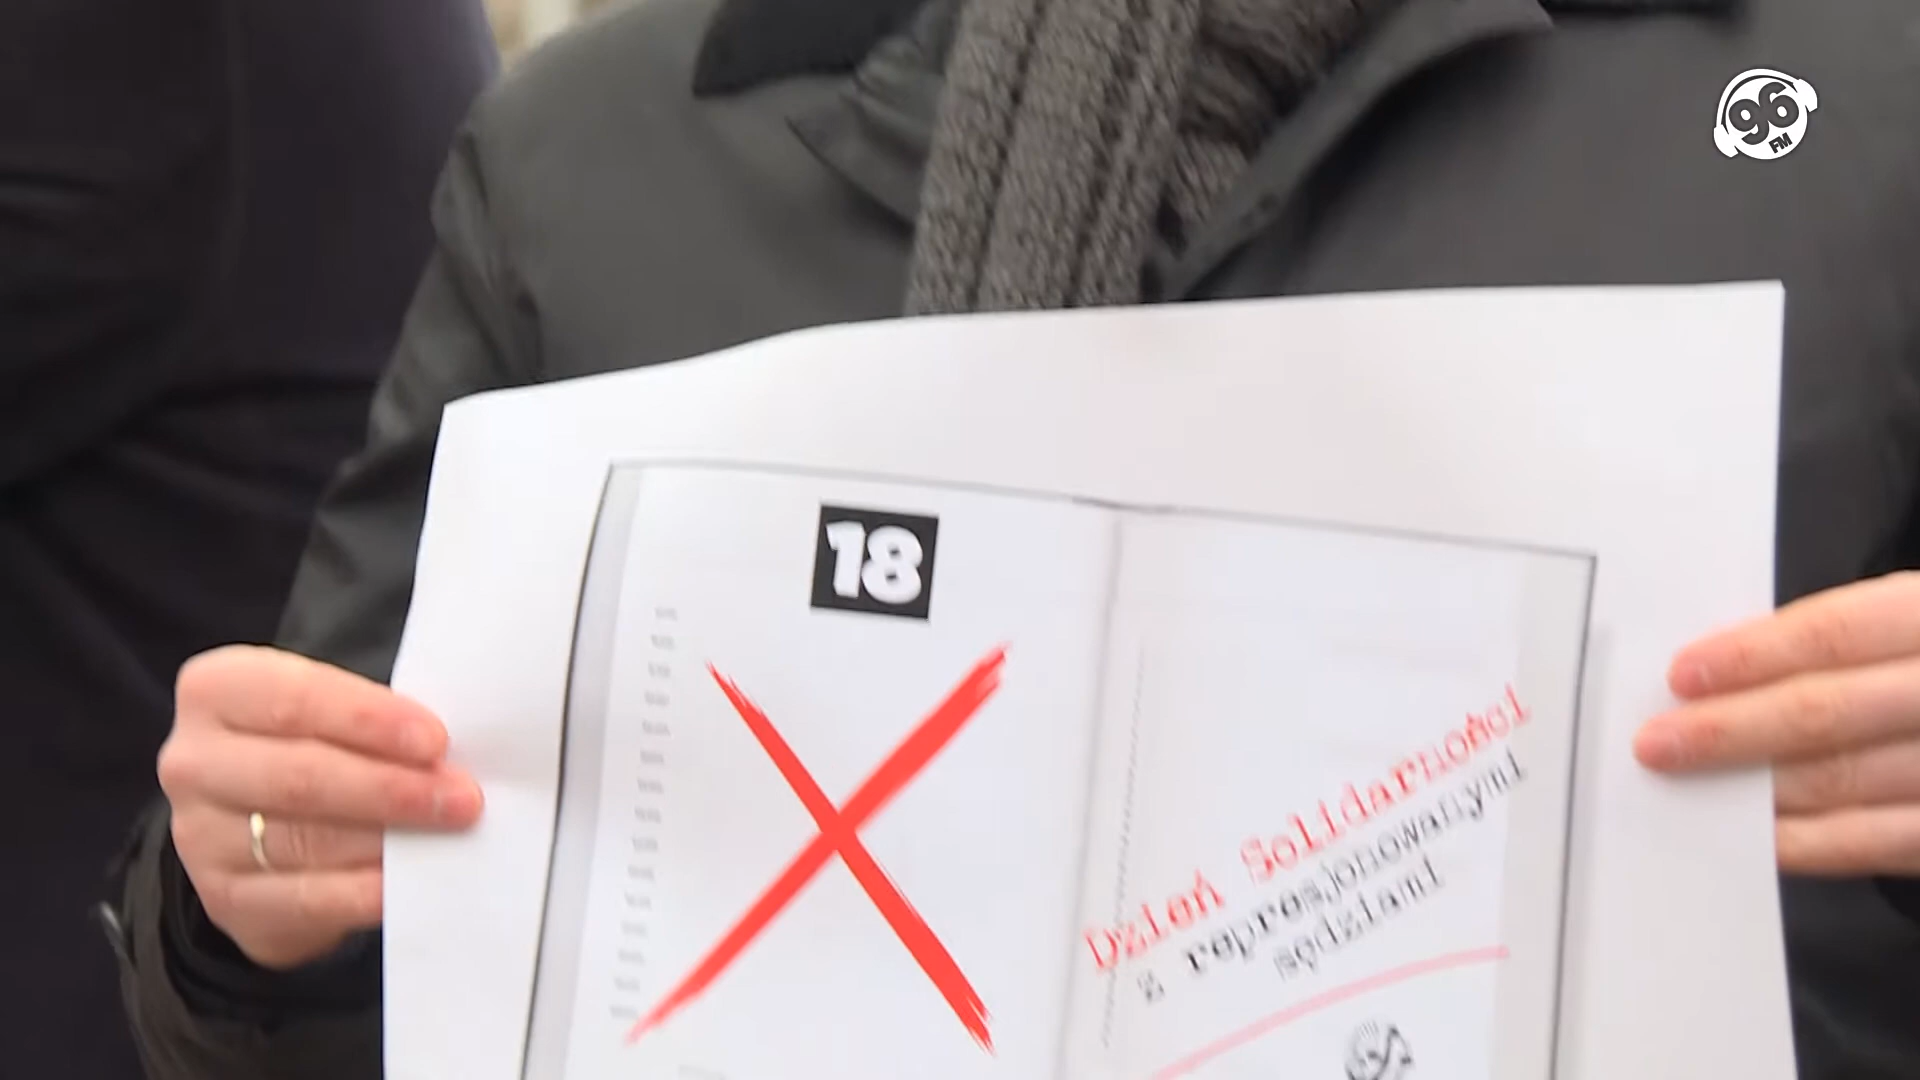 96
FM
18
Dzień Solidarności
z represjonowanymi
sędziami